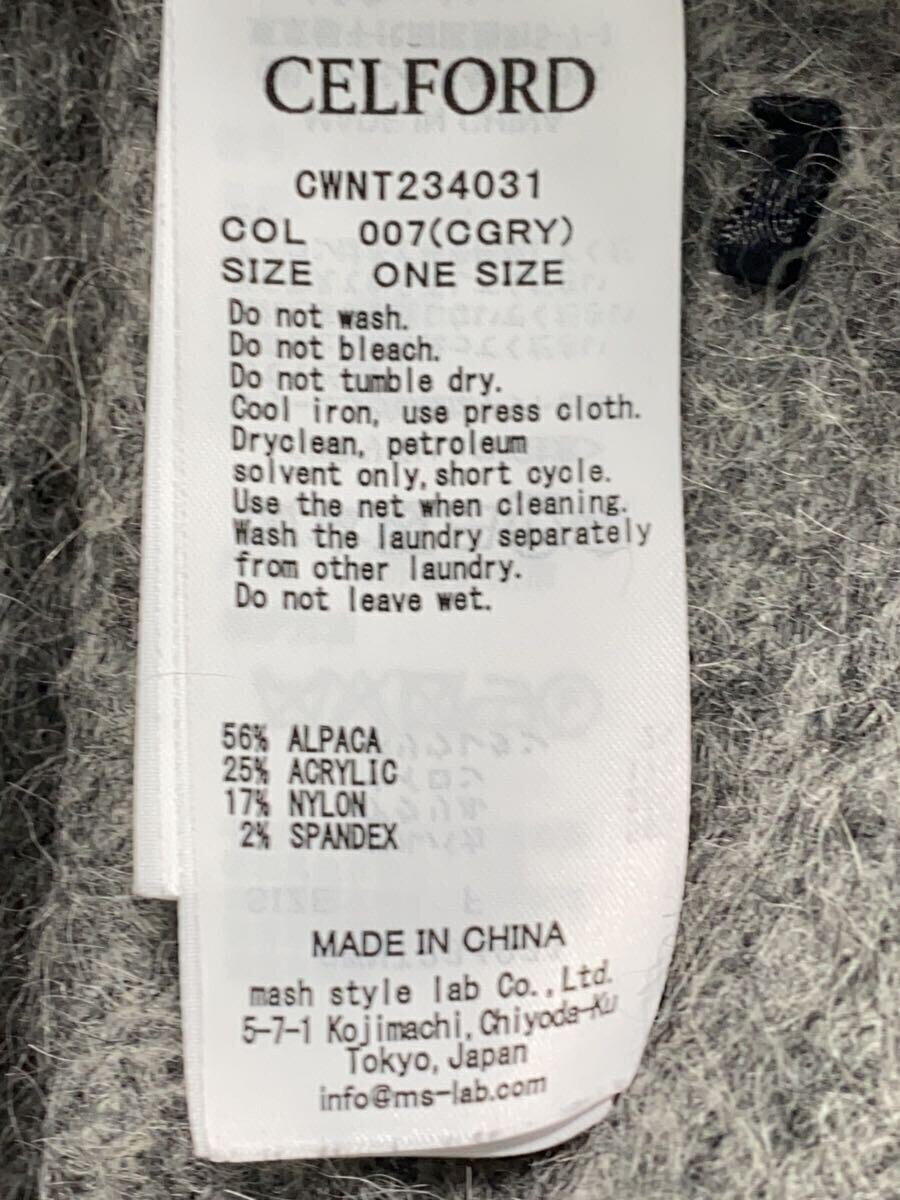 CELFORD
CWNT234031
COL 007(CGRY)
SIZE ONE SIZE
Do not wash.
Do not bleach.
Do not tumble dry.
Cool iron, use press cloth.
Dryclean, petroleum
solvent only, short cycle.
Use the net when cleaning.
Wash the laundry separately
from other laundry.
Do not leave wet.
56% ALPACA
25% ACRYLIC
17% NYLON
2% SPANDEX
MADE IN CHINA
mash style lab Co.,Ltd.
5-7-1 Kojimachi, Chiyoda-Ku
Tokyo, Japan
info@ms-lab.com